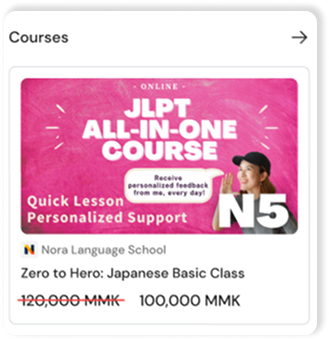 Courses
- ONLINE -
JLPT
ALL-IN-ONE
COURSE
Receive
personalized feedback
from me, every day!
Quick Lesson
Personalized Support
N5
N
Nora Language School
Zero to Hero: Japanese Basic Class
120,000 MMK 100,000 MMK